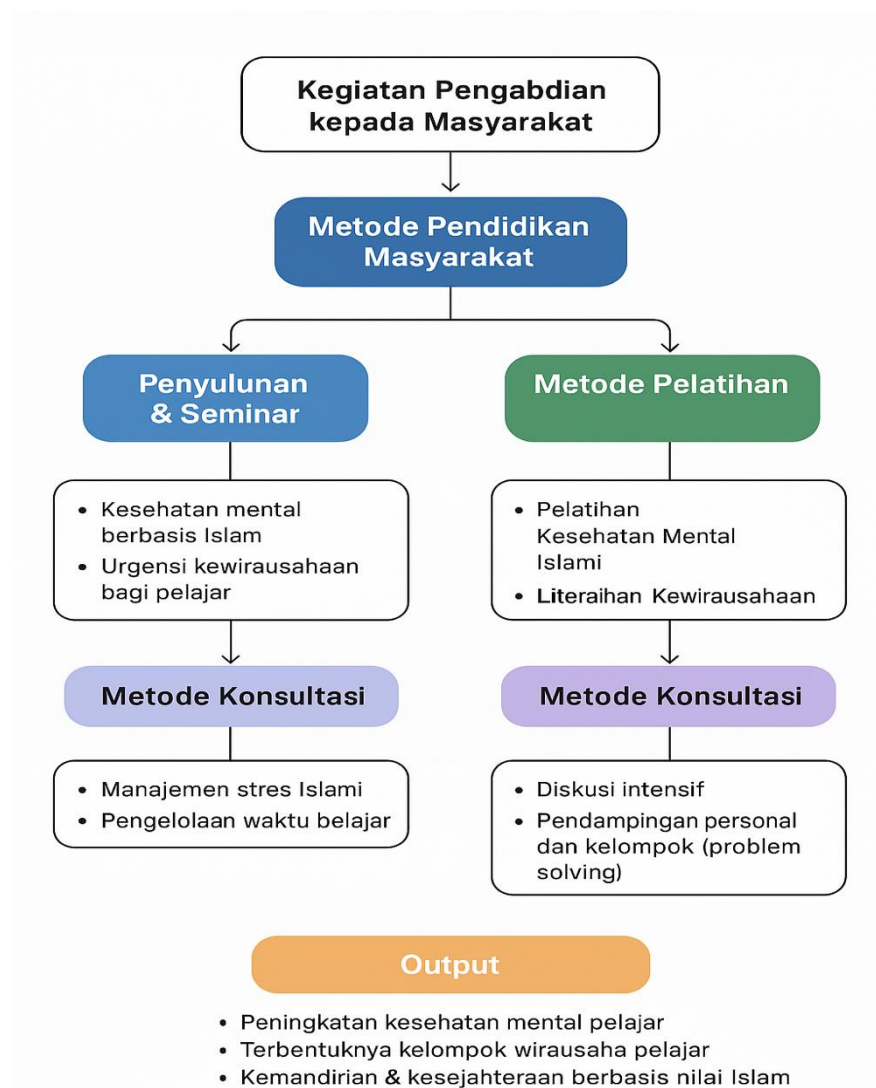 Kegiatan Pengabdian
kepada Masyarakat
Metode Pendidikan
Masyarakat
Penyulunan
& Seminar
• Kesehatan mental
berbasis Islam
• Urgensi kewirausahaan
bagi pelajar
Metode Konsultasi
• Manajemen stres Islami
• Pengelolaan waktu belajar
Metode Pelatihan
• Pelatihan
Kesehatan Mental
Islami
• Literaihan Kewirausahaan
Metode Konsultasi
• Diskusi intensif
• Pendampingan personal
dan kelompok (problem
solving)
Output
• Peningkatan kesehatan mental pelajar
• Terbentuknya kelompok wirausaha pelajar
• Kemandirian & kesejahteraan berbasis nilai Islam